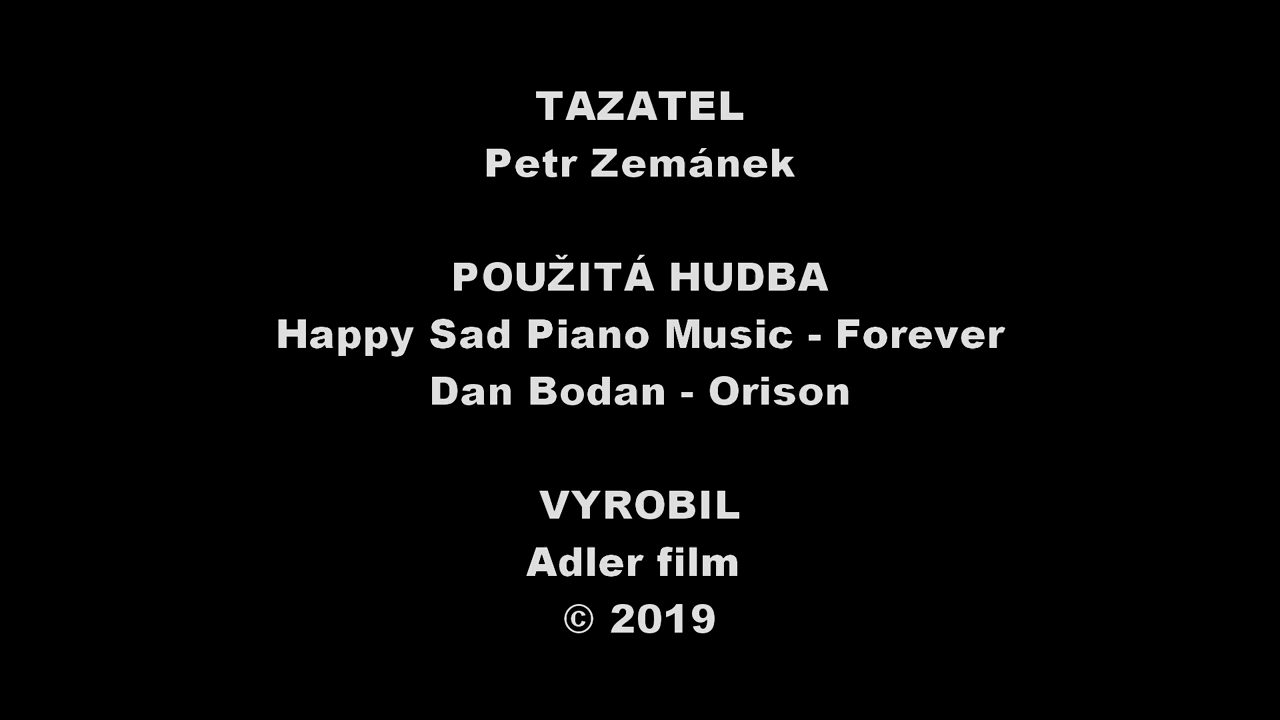 TAZATEL
Petr Zemánek
POUŽITÁ HUDBA
Happy Sad Piano Music - Forever
Dan Bodan - Orison
VYROBIL
Adler film
© 2019